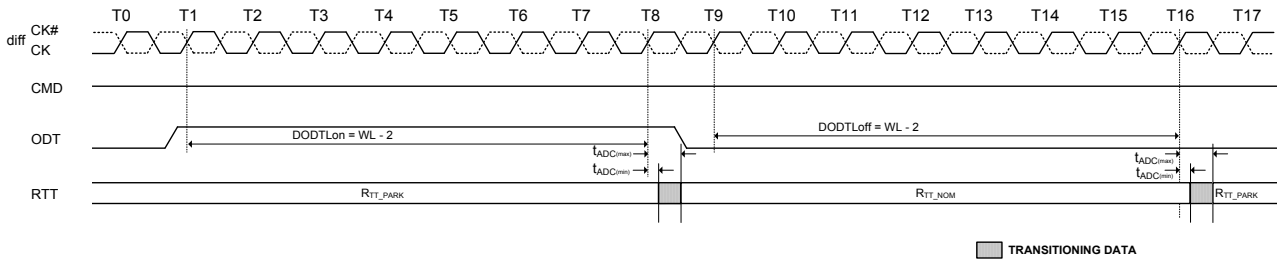 T0 T1 T2 T3 T4 T5 T6 T7 T8 T9 T10 T11 T12 T13 T14 T15 T16 T17
diff CK#
CK
CMD
ODT
DODTLon = WL - 2
DODTLoff = WL - 2
tADC(max)
tADC(max)
tADC(min)
tADC(min)
RTT
RTT_PARK
RTT_NOM
RTT_PARK
TRANSITIONING DATA